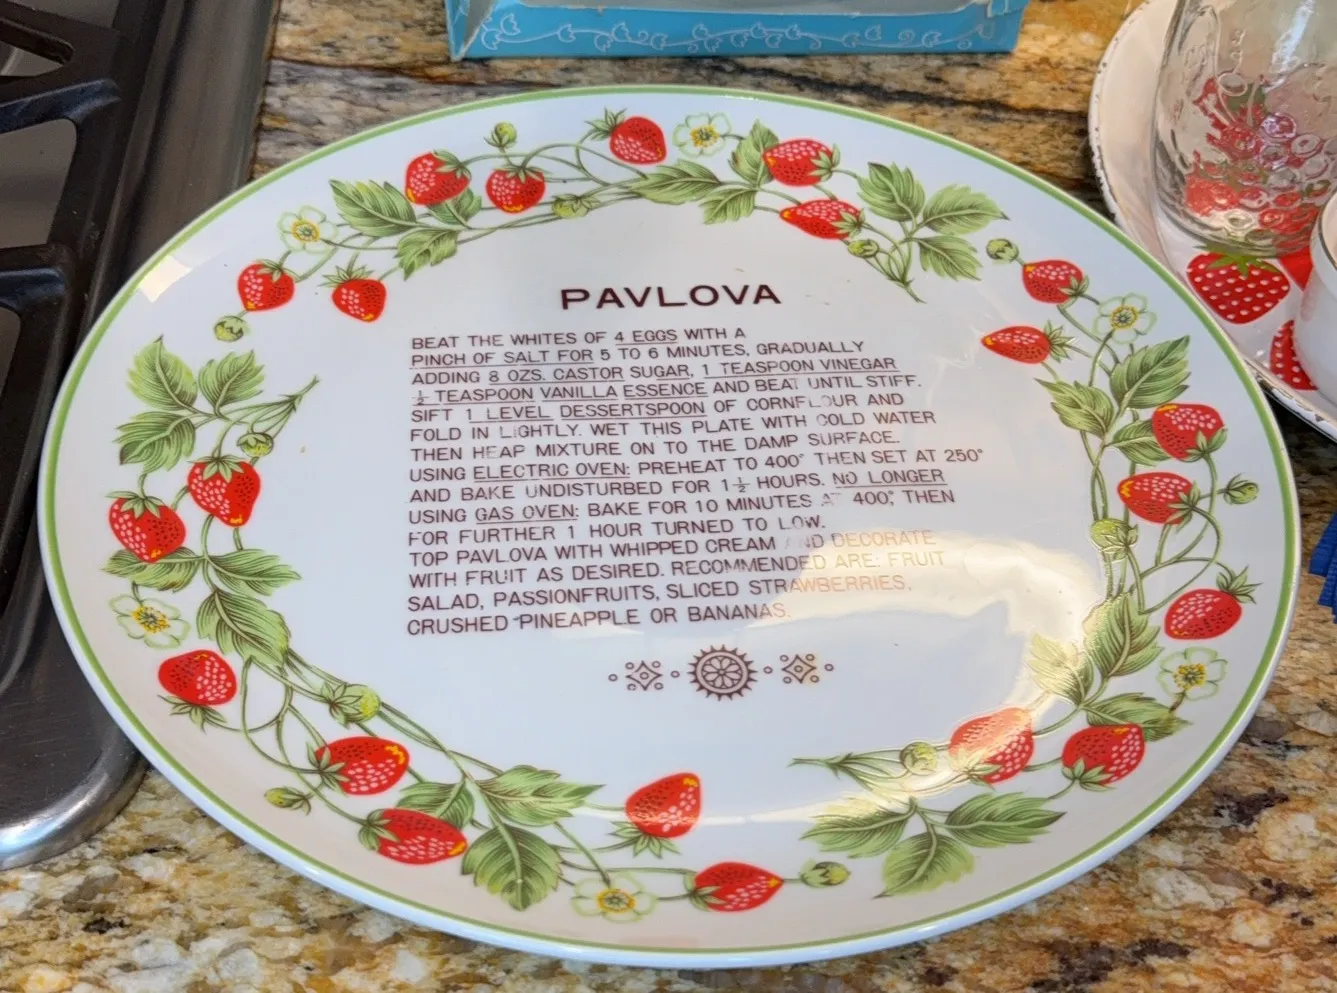 PAVLOVA
BEAT THE WHITES OF 4 EGGS WITH A
PINCH OF SALT FOR 5 TO 6 MINUTES, GRADUALLY
ADDING 8 OZS. CASTOR SUGAR, 1 TEASPOON VINEGAR
½ TEASPOON VANILLA ESSENCE AND BEAT UNTIL STIFF.
SIFT 1 LEVEL DESSERTSPOON OF CORNFLOUR AND
FOLD IN LIGHTLY. WET THIS PLATE WITH COLD WATER
THEN HEAP MIXTURE ON TO THE DAMP SURFACE.
USING ELECTRIC OVEN: PREHEAT TO 400° THEN SET AT 250°
AND BAKE UNDISTURBED FOR 1½ HOURS. NO LONGER
USING GAS OVEN: BAKE FOR 10 MINUTES AT 400°, THEN
FOR FURTHER 1 HOUR TURNED TO LOW.
TOP PAVLOVA WITH WHIPPED CREAM AND DECORATE
WITH FRUIT AS DESIRED. RECOMMENDED ARE: FRUIT
SALAD, PASSIONFRUITS, SLICED STRAWBERRIES,
CRUSHED PINEAPPLE OR BANANAS.